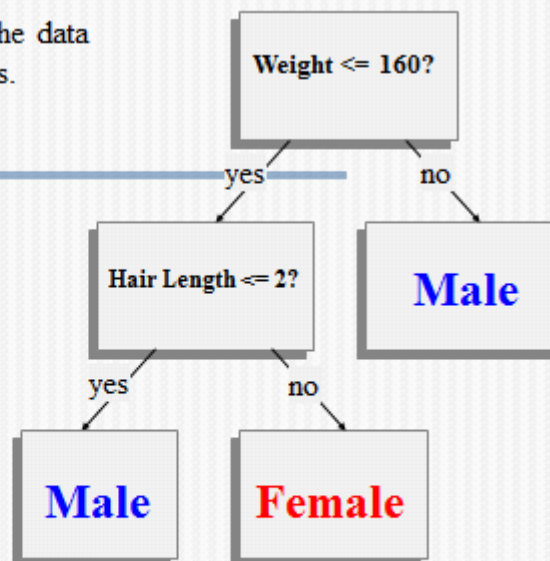 he data
s.
Weight <= 160?
yes
no
Hair Length <= 2?
Male
yes
no
Male
Female